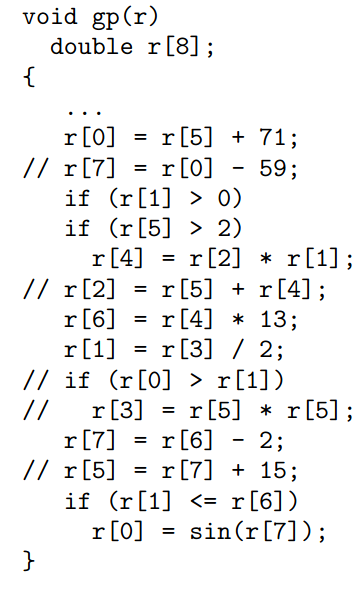 void gp(r)
  double r[8];
{
   ...
   r[0] = r[5] + 71;
// r[7] = r[0] - 59;
   if (r[1] > 0)
   if (r[5] > 2)
     r[4] = r[2] * r[1];
// r[2] = r[5] + r[4];
   r[6] = r[4] * 13;
   r[1] = r[3] / 2;
// if (r[0] > r[1])
//   r[3] = r[5] * r[5];
   r[7] = r[6] - 2;
// r[5] = r[7] + 15;
   if (r[1] <= r[6])
     r[0] = sin(r[7]);
}